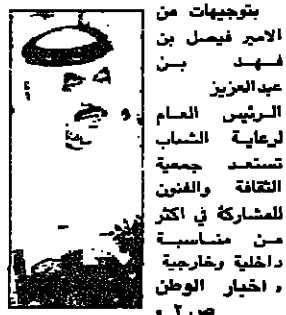 بتوجيهات من
الامير فيصل بن
فهد بن
عبدالعزيز
الرئيس العام
لرعاية الشباب
تستعد جمعية
الثقافة والفنون
للمشاركة في اكثر
من مناسبة
داخلية وخارجية
« اخبار الوطن
ص ٢ »